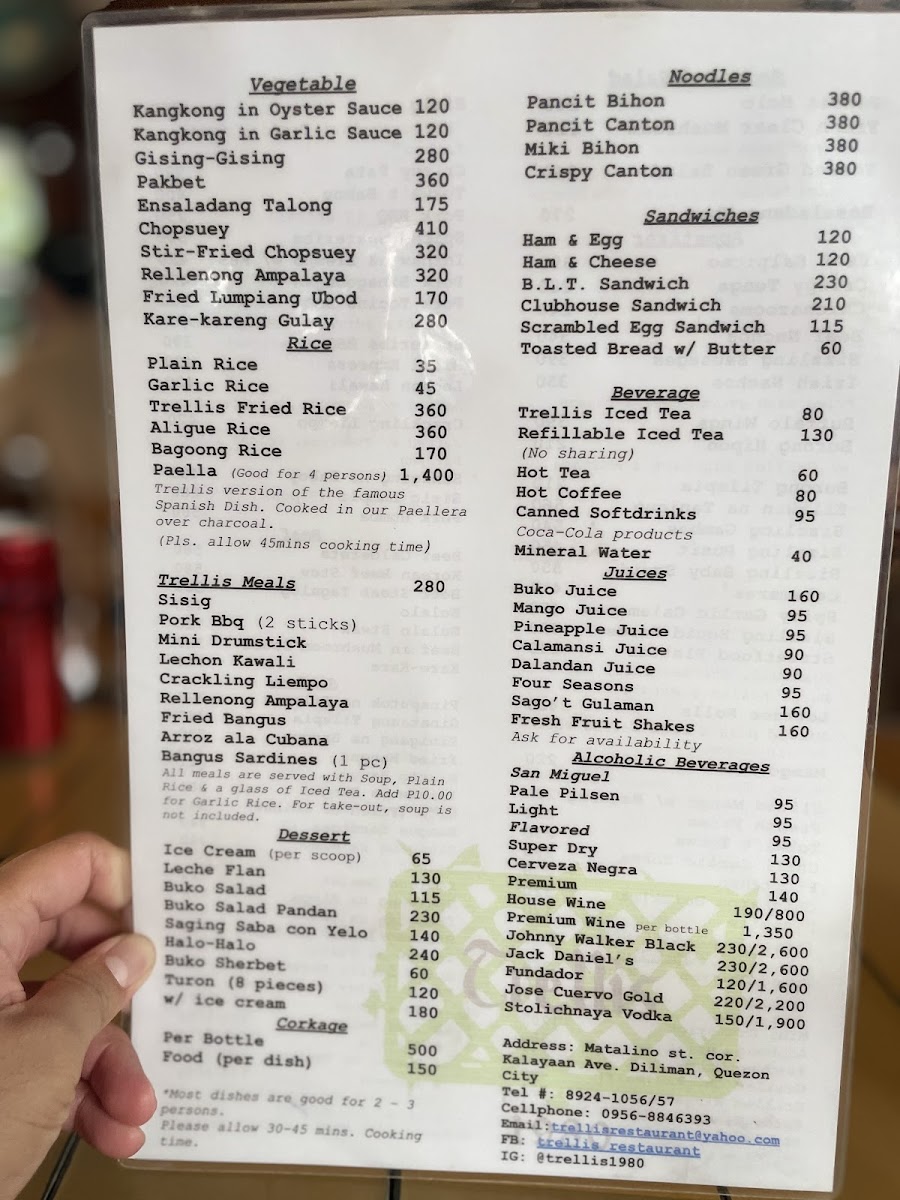 Vegetable
Kangkong in Oyster Sauce 120
Kangkong in Garlic Sauce 120
Gising-Gising 280
Pakbet 360
Ensaladang Talong 175
Chopsuey 410
Stir-Fried Chopsuey 320
Rellenong Ampalaya 320
Fried Lumpiang Ubod 170
Kare-kareng Gulay 280
Rice
Plain Rice 35
Garlic Rice 45
Trellis Fried Rice 360
Aligue Rice 360
Bagoong Rice 170
Paella (Good for 4 persons) 1,400
Trellis version of the famous
Spanish Dish. Cooked in our Paellera
over charcoal.
(Pls. allow 45mins cooking time)
Trellis Meals 280
Sisig
Pork Bbq (2 sticks)
Mini Drumstick
Lechon Kawali
Crackling Liempo
Rellenong Ampalaya
Fried Bangus
Arroz ala Cubana
Bangus Sardines (1 pc)
All meals are served with Soup, Plain
Rice & a glass of Iced Tea. Add P10.00
for Garlic Rice. For take-out, soup is
not included.
Dessert
Ice Cream (per scoop) 65
Leche Flan 130
Buko Salad 115
Buko Salad Pandan 230
Saging Saba con Yelo 140
Halo-Halo 240
Buko Sherbet 60
Turon (8 pieces) 120
w/ ice cream 180
Corkage
Per Bottle 500
Food (per dish) 150
*Most dishes are good for 2 - 3
persons.
Please allow 30-45 mins. Cooking
time.
Noodles
Pancit Bihon 380
Pancit Canton 380
Miki Bihon 380
Crispy Canton 380
Sandwiches
Ham & Egg 120
Ham & Cheese 120
B.L.T. Sandwich 230
Clubhouse Sandwich 210
Scrambled Egg Sandwich 115
Toasted Bread w/ Butter 60
Beverage
Trellis Iced Tea 80
Refillable Iced Tea 130
(No sharing)
Hot Tea 60
Hot Coffee 80
Canned Softdrinks 95
Coca-Cola products
Mineral Water 40
Juices
Buko Juice 160
Mango Juice 95
Pineapple Juice 95
Calamansi Juice 90
Dalandan Juice 90
Four Seasons 95
Sago't Gulaman 160
Fresh Fruit Shakes 160
Ask for availability
Alcoholic Beverages
San Miguel
Pale Pilsen 95
Light 95
Flavored 95
Super Dry 130
Cerveza Negra 130
Premium 140
House Wine 190/800
Premium Wine per bottle 1,350
Johnny Walker Black 230/2,600
Jack Daniel's 230/2,600
Fundador 120/1,600
Jose Cuervo Gold 220/2,200
Stolichnaya Vodka 150/1,900
Address: Matalino st. cor.
Kalayaan Ave. Diliman, Quezon
City
Tel #: 8924-1056/57
Cellphone: 0956-8846393
Email:trellisrestaurant@yahoo.com
FB: trellis restaurant
IG: @trellis1980